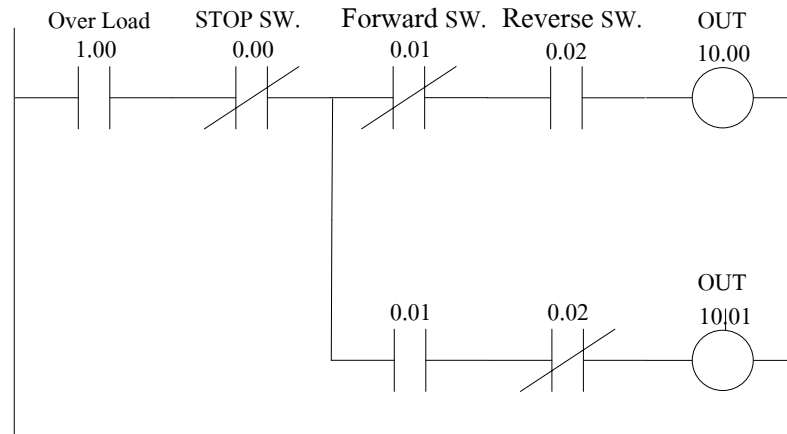 Over Load STOP SW. Forward SW. Reverse SW. OUT
1.00 0.00 0.01 0.02 10.00
OUT
0.01 0.02 10.01